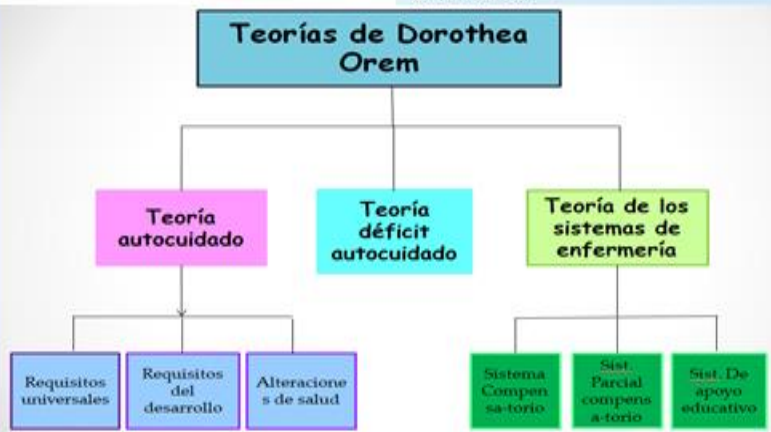 Teorías de Dorothea
Orem
Teoría
autocuidado
Teoría
déficit
autocuidado
Teoría de los
sistemas de
enfermería
Requisitos
universales
Requisitos
del
desarrollo
Alteracione
s de salud
Sistema
Compen
sa-torio
Sist.
Parcial
compens
a-torio
Sist. De
apoyo
educativo